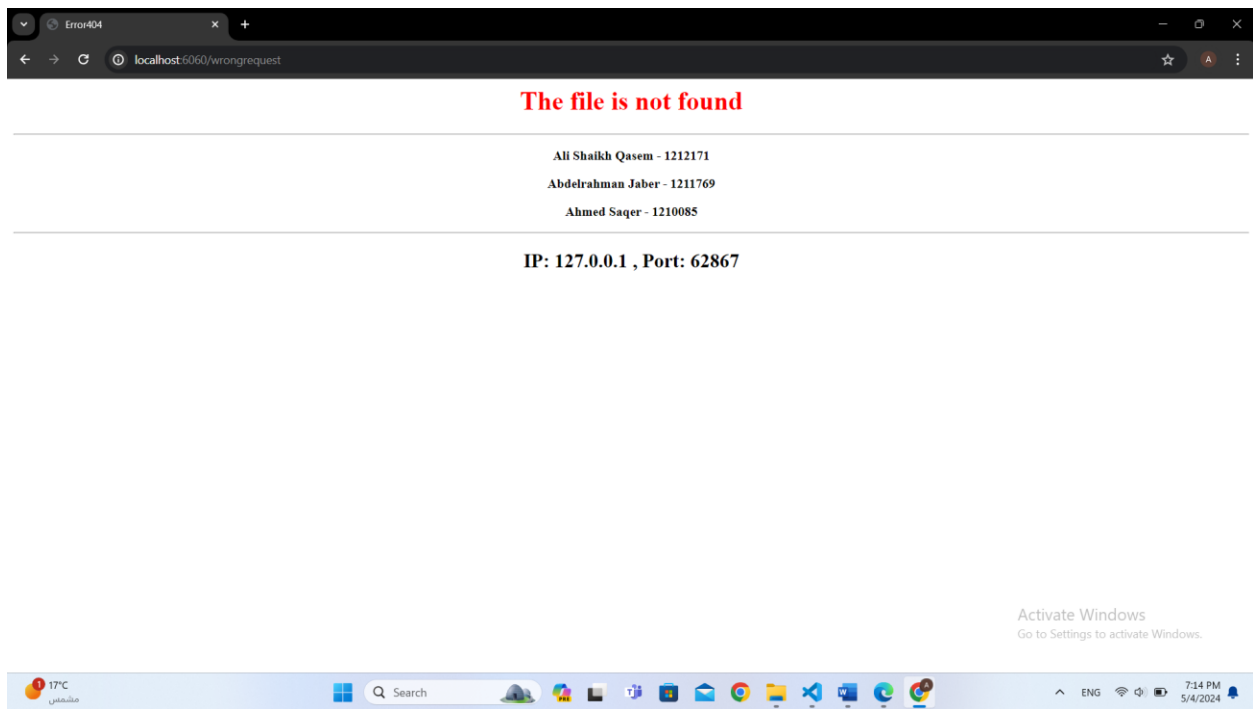 Error404
localhost:6060/wrongrequest
A
The file is not found
Ali Shaikh Qasem - 1212171
Abdelrahman Jaber - 1211769
Ahmed Saqer - 1210085
IP: 127.0.0.1 , Port: 62867
Activate Windows
Go to Settings to activate Windows.
1
17°C
مشمس
Search
PRE
ENG
7:14 PM
5/4/2024